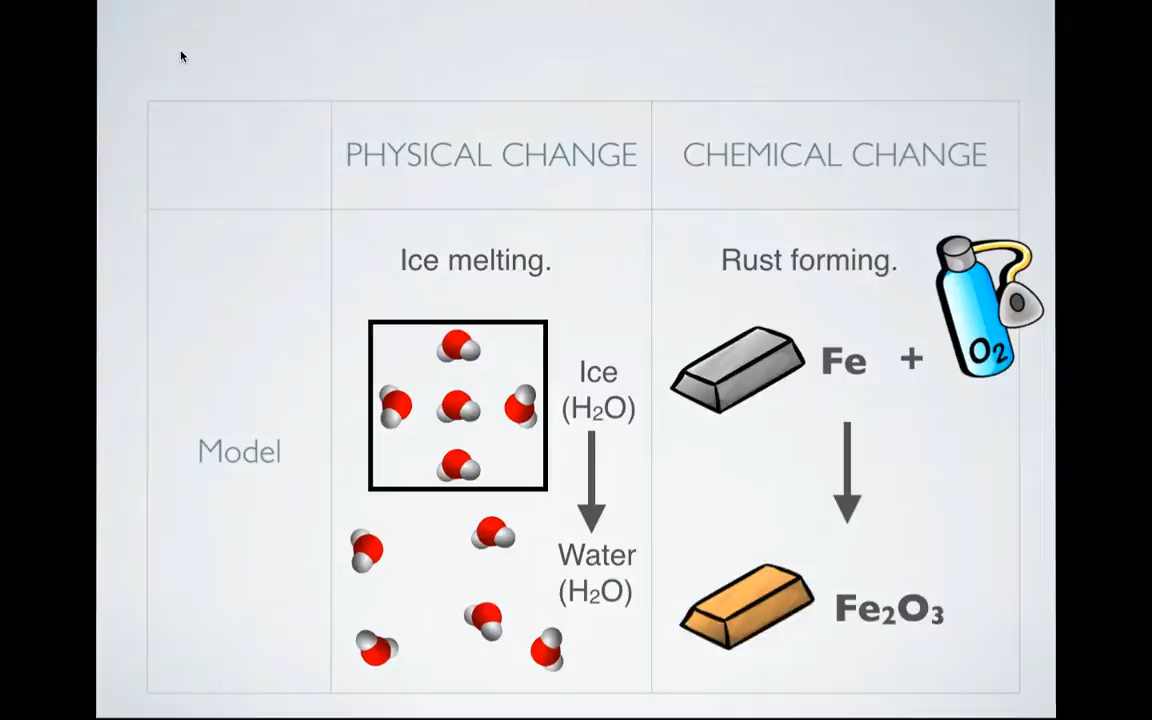 PHYSICAL CHANGE
CHEMICAL CHANGE
Model
Ice melting.
Ice
(H₂O)
Water
(H₂O)
Rust forming.
Fe +
O₂
Fe₂O₃